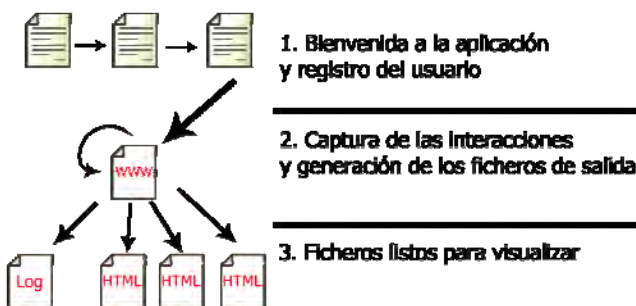 1. Bienvenida a la aplicación
y registro del usuario
2. Captura de las interacciones
y generación de los ficheros de salida
www
3. Ficheros listos para visualizar
Log
HTML
HTML
HTML